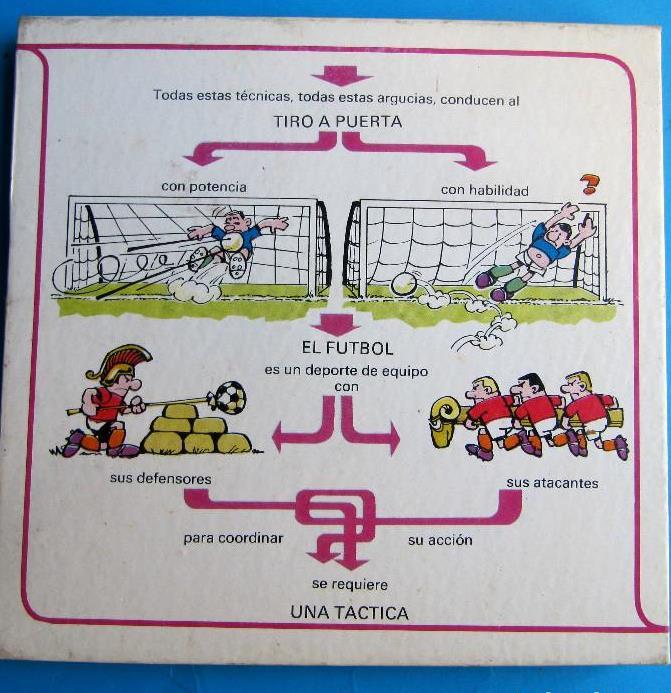 Todas estas técnicas, todas estas argucias, conducen al
TIRO A PUERTA
con potencia
con habilidad
?
EL FUTBOL
es un deporte de equipo
con
sus defensores
sus atacantes
para coordinar
su acción
se requiere
UNA TACTICA